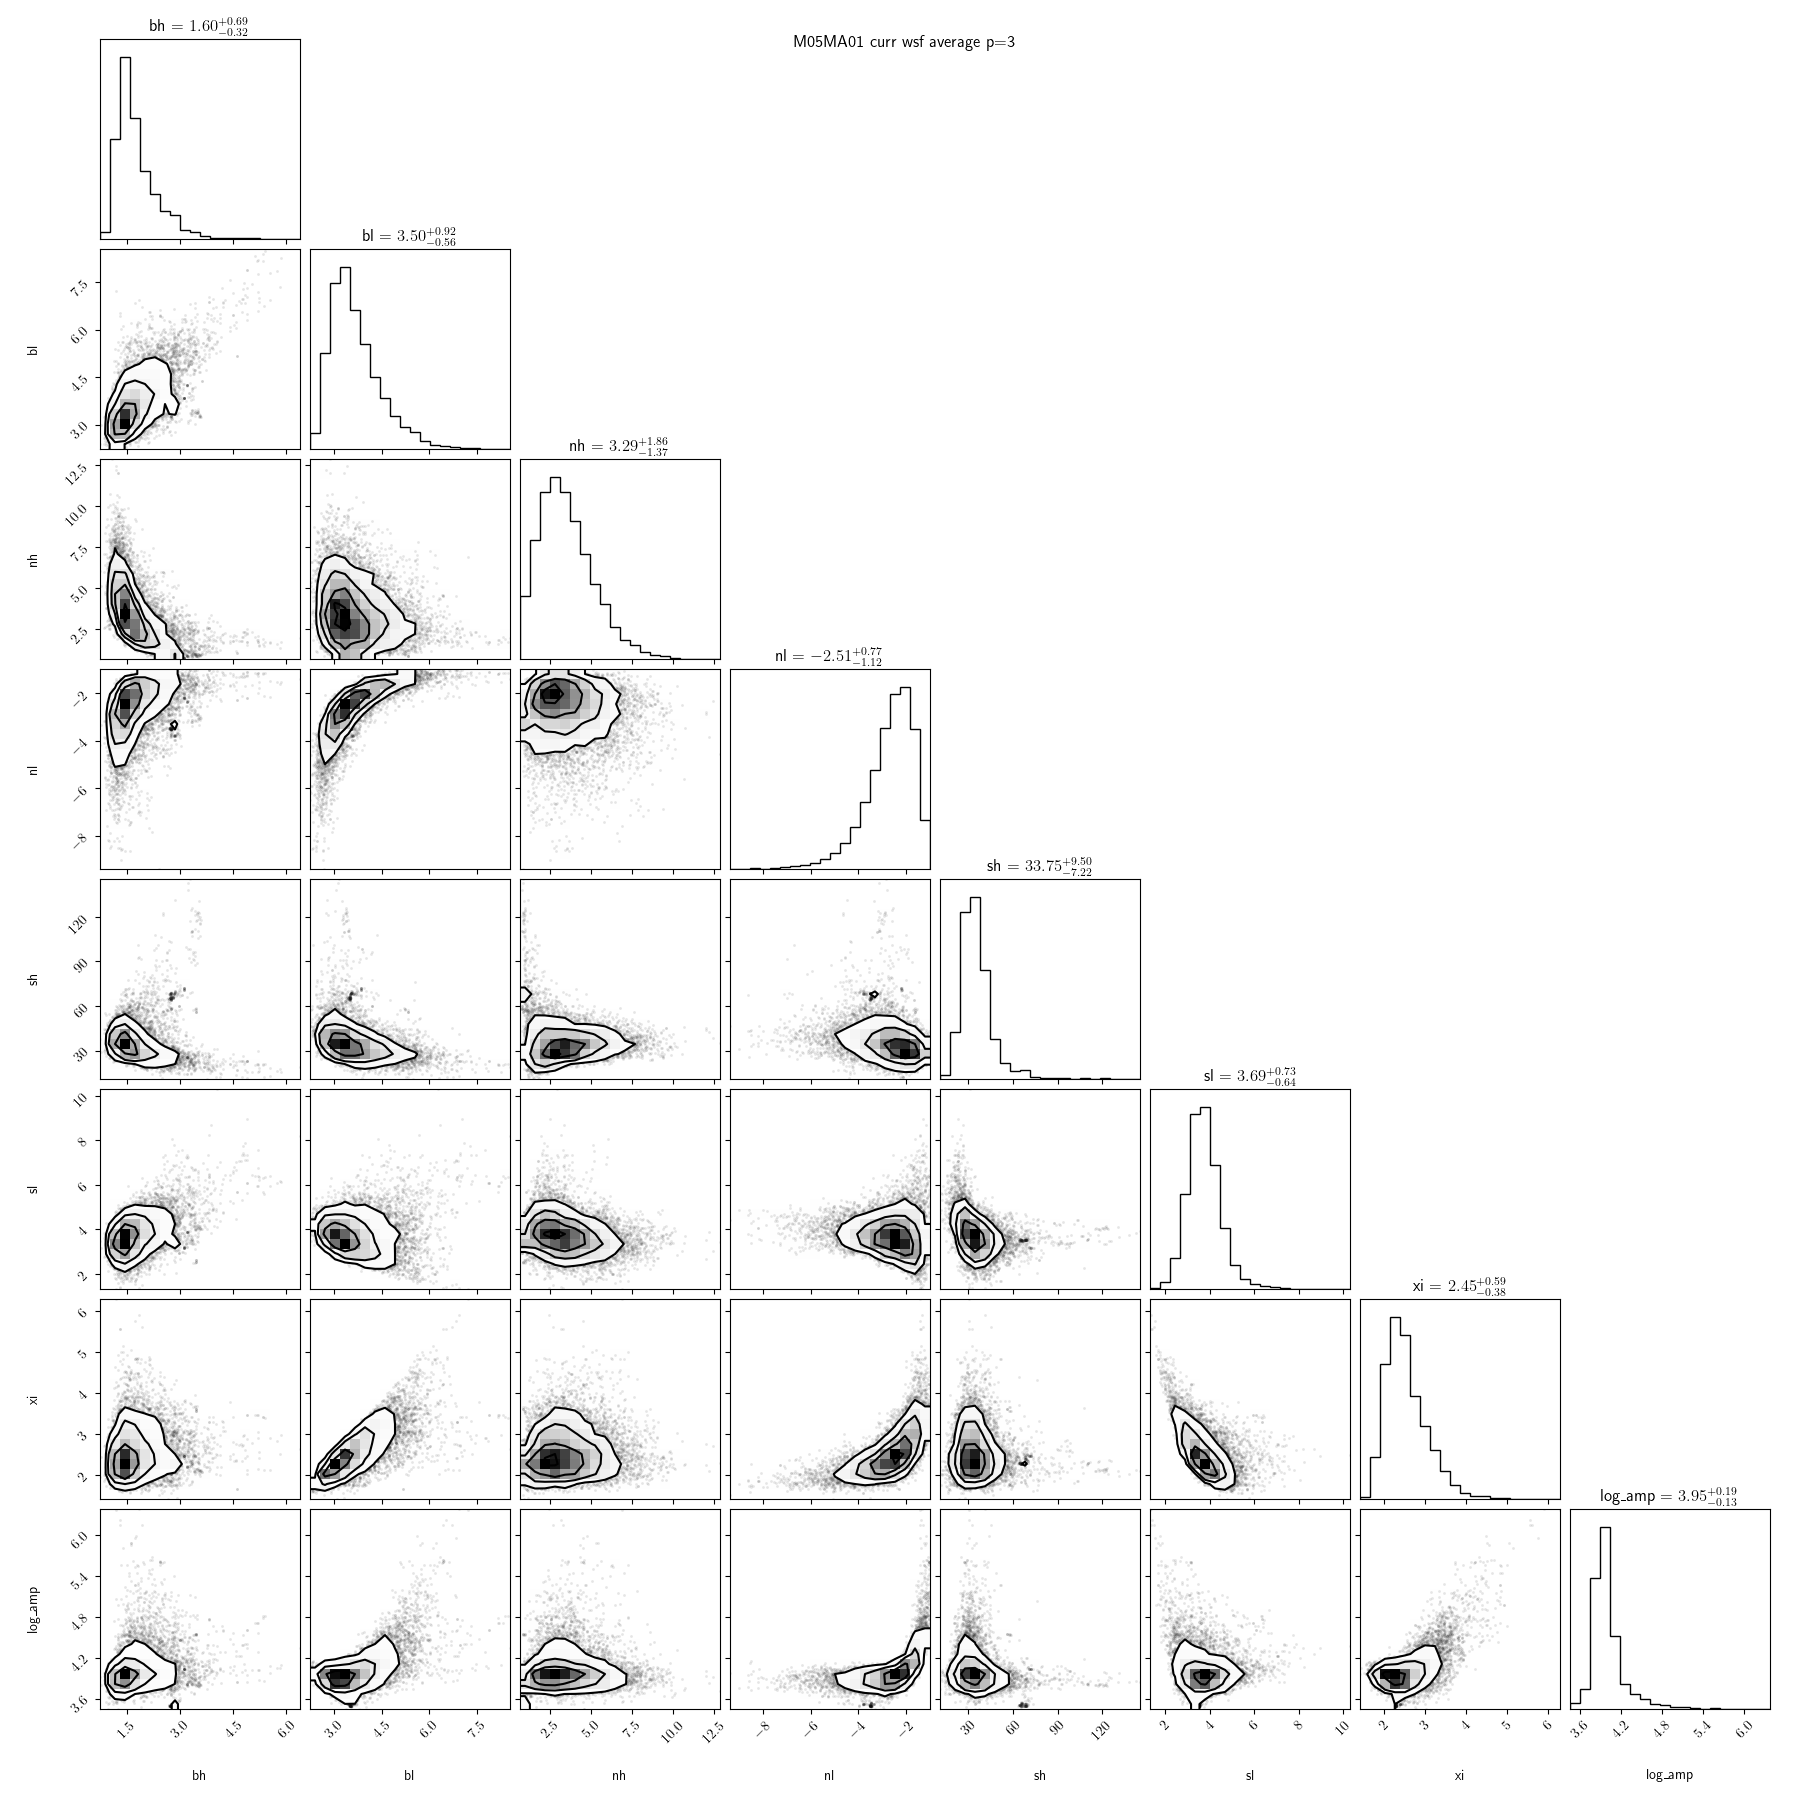 bh = 1.60+0.69−0.32
M05MA01 curr wsf average p=3
bl = 3.50+0.92−0.56
bl
7.5
6.0
4.5
3.0
nh = 3.29+1.86−1.37
nh
12.5
10.0
7.5
5.0
2.5
nl = −2.51+0.77−1.12
nl
−2
−4
−6
−8
sh = 33.75+9.50−7.22
sh
120
90
60
30
sl = 3.69+0.73−0.64
sl
10
8
6
4
2
xi = 2.45+0.59−0.38
xi
6
5
4
3
2
log_amp = 3.95+0.19−0.13
log_amp
6.0
5.4
4.8
4.2
3.6
1.5 3.0 4.5 6.0
3.0 4.5 6.0 7.5
2.5 5.0 7.5 10.0 12.5
−8 −6 −4 −2
30 60 90 120
2 4 6 8 10
2 3 4 5 6
3.6 4.2 4.8 5.4 6.0
bh bl nh nl sh sl xi log_amp